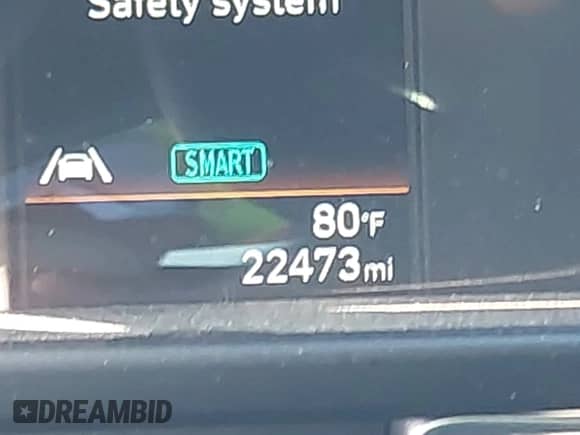 Safety system
SMART
80°F
22473mi
DREAMBID